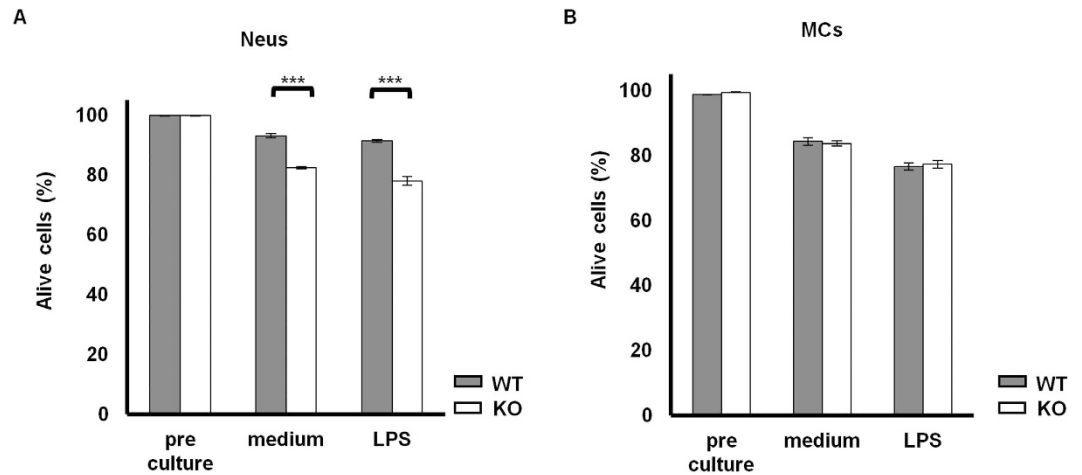 A
Neus
***
***
100
80
60
40
20
0
Alive cells (%)
pre
culture
medium
LPS
WT
KO
B
MCs
100
80
60
40
20
0
Alive cells (%)
pre
culture
medium
LPS
WT
KO